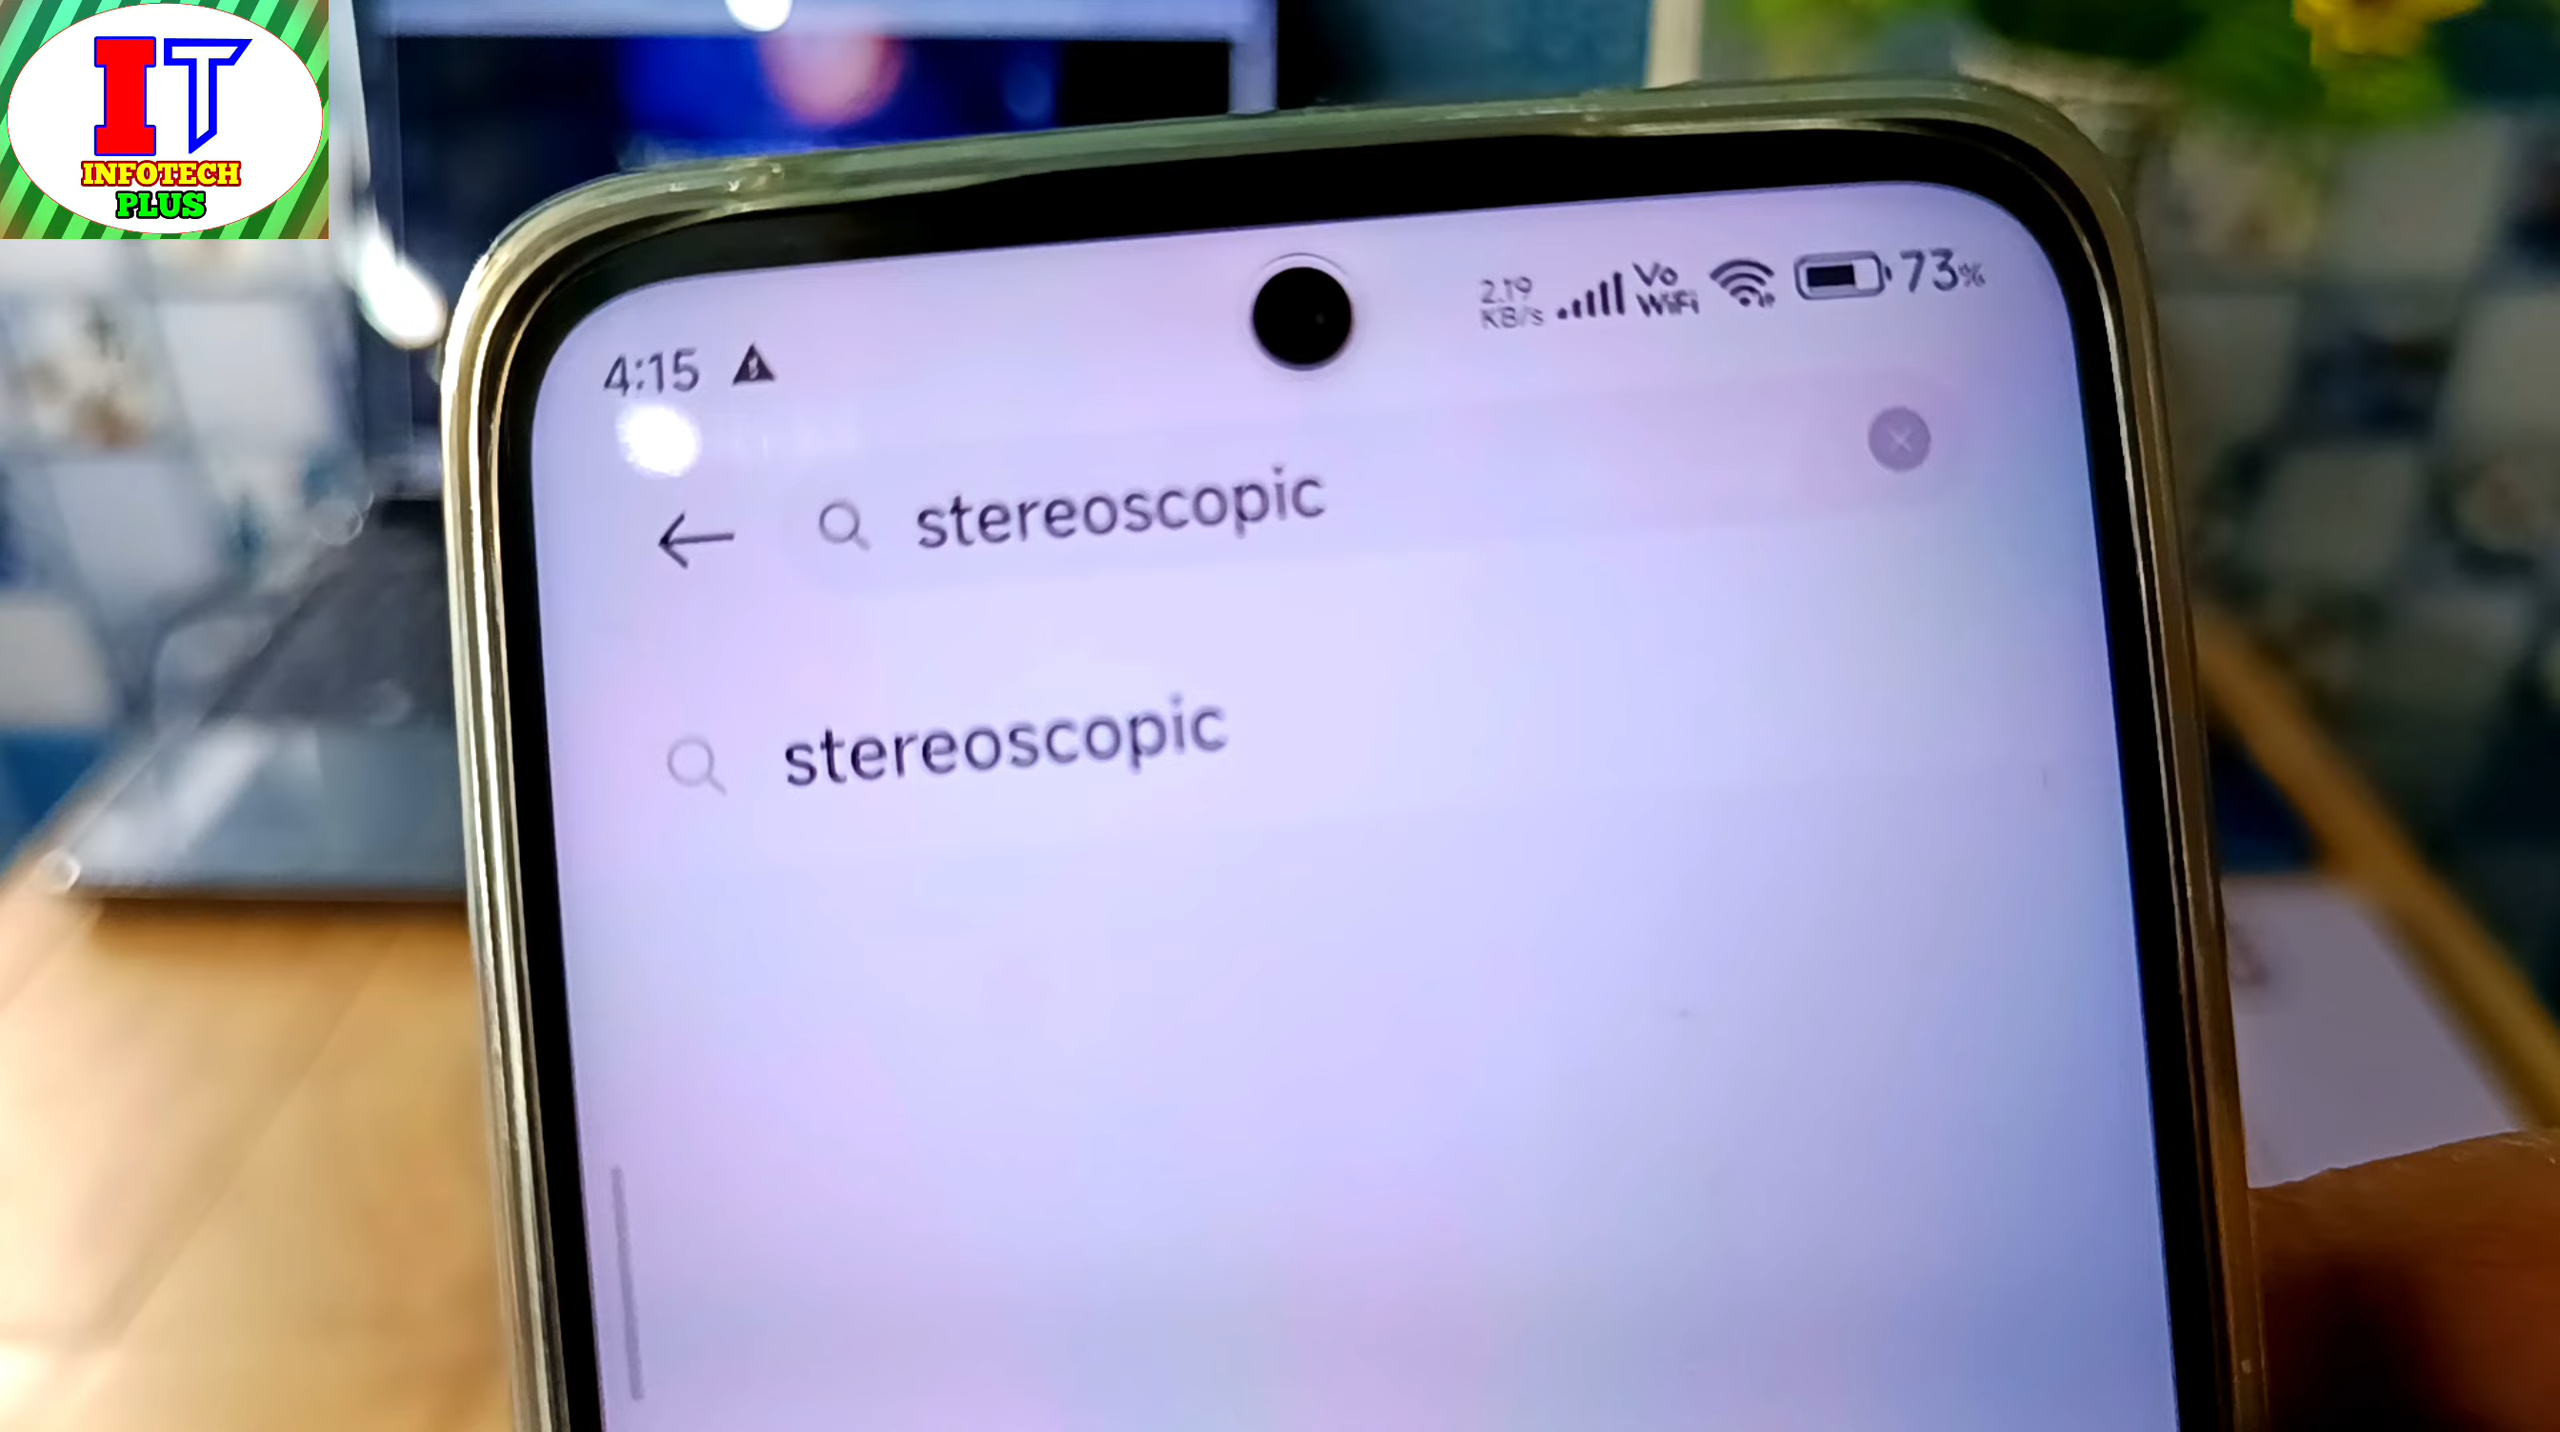 IT
INFOTECH
PLUS
4:15
2.19
KB/s
Vo
WiFi
73%
stereoscopic
stereoscopic